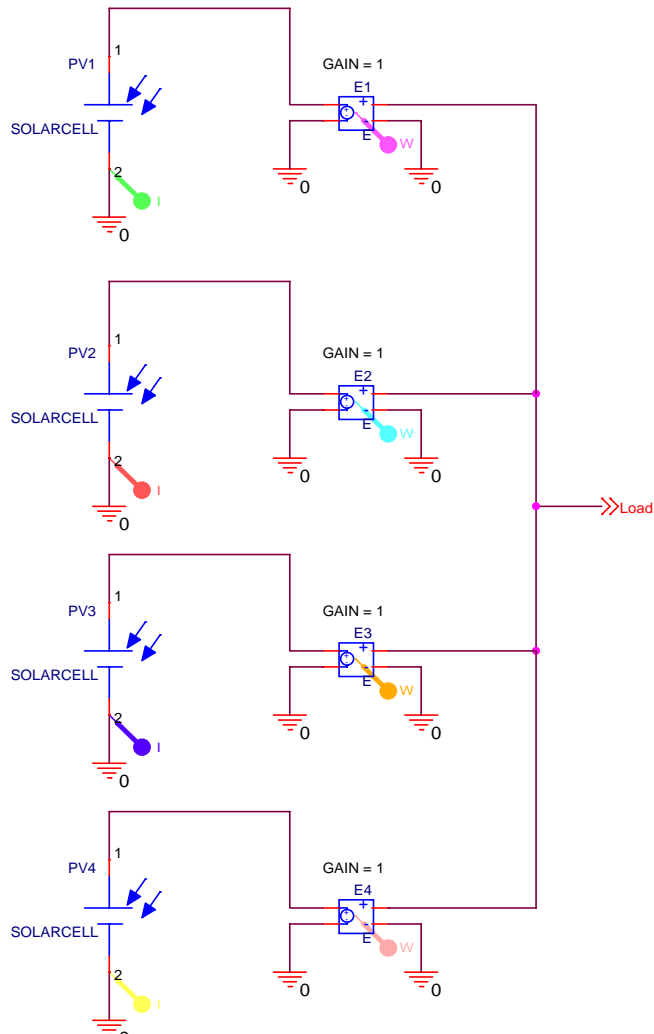 1
PV1
GAIN = 1
E1
+
SOLARCELL
E
W
2
I
0
0
0
1
PV2
GAIN = 1
E2
+
SOLARCELL
E
W
2
I
0
0
0
Load
1
PV3
GAIN = 1
E3
+
SOLARCELL
E
W
2
I
0
0
0
1
PV4
GAIN = 1
E4
+
SOLARCELL
E
W
2
I
0
0
0